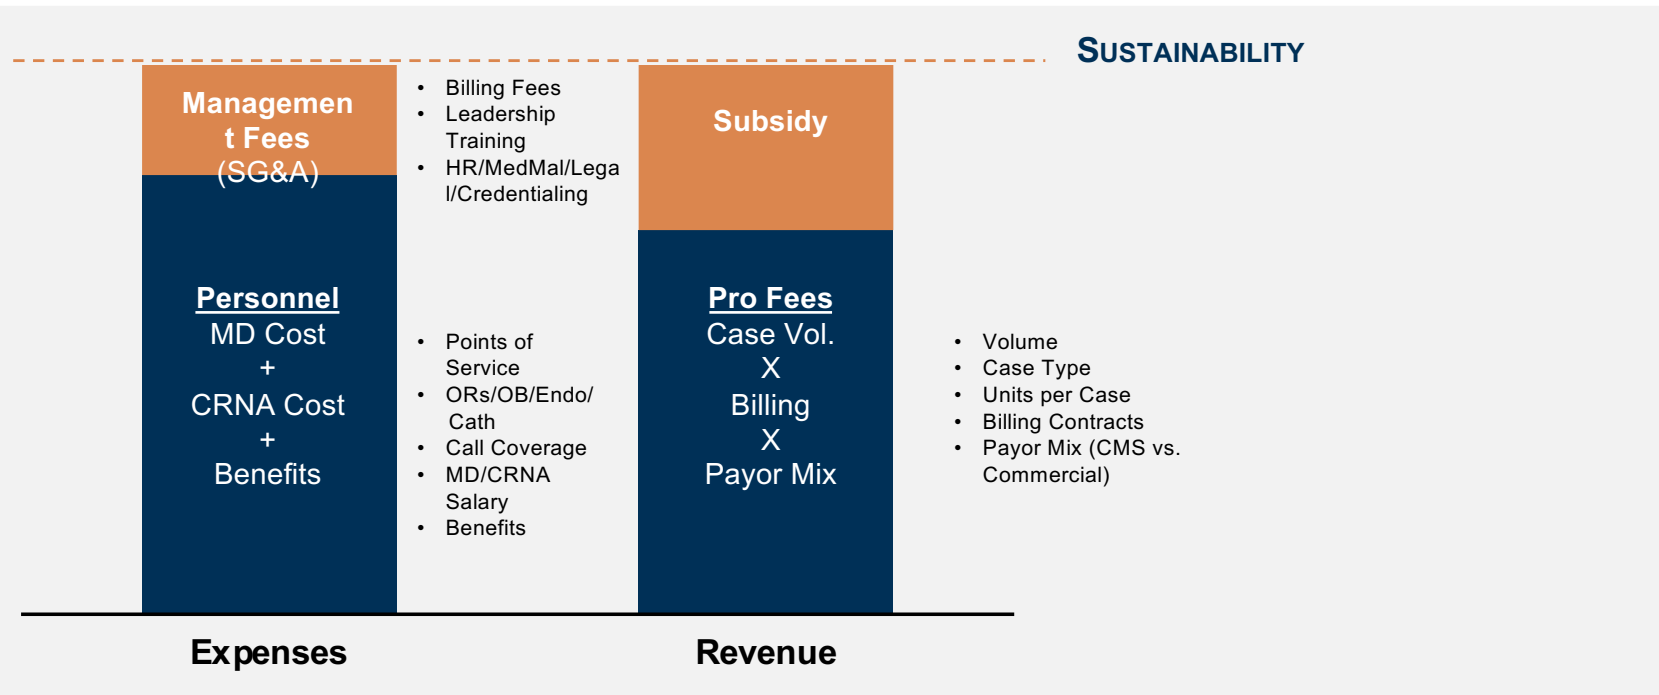 SUSTAINABILITY
Managemen
t Fees
(SG&A)
• Billing Fees
• Leadership
Training
• HR/MedMal/Lega
l/Credentialing
Subsidy
Personnel
MD Cost
+
CRNA Cost
+
Benefits
• Points of
Service
• ORs/OB/Endo/
Cath
• Call Coverage
• MD/CRNA
Salary
• Benefits
Pro Fees
Case Vol.
X
Billing
X
Payor Mix
• Volume
• Case Type
• Units per Case
• Billing Contracts
• Payor Mix (CMS vs.
Commercial)
Expenses
Revenue